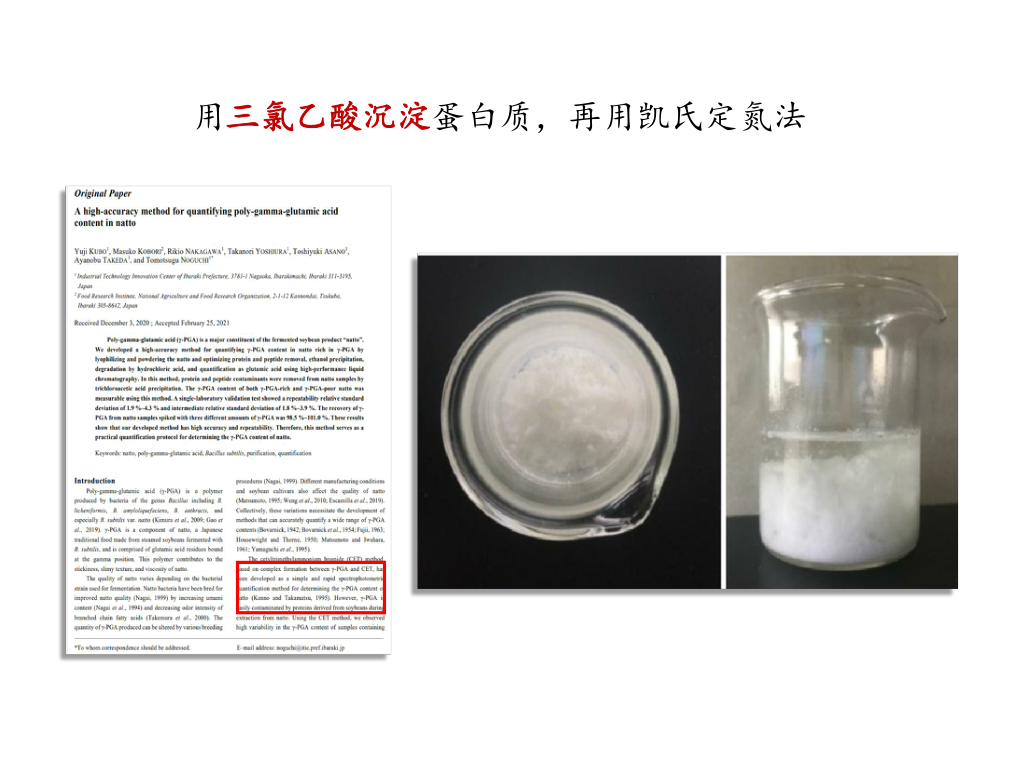 用三氯乙酸沉淀蛋白质，再用凯氏定氮法
Original Paper
A high-accuracy method for quantifying poly-gamma-glutamic acid
content in natto
Yuji KUBO1, Masuko KOBORI2, Rikio NAKAGAWA1, Takanori YOSHIURA1, Toshiyuki ASANO1,
Ayanobu TAKEDA1, and Tomotsugu NOGUCHI1*
1 Industrial Technology Innovation Center of Ibaraki Prefecture, 3781-1 Nagaoka, Ibarakimachi, Ibaraki 311-3195,
Japan
2 Food Research Institute, National Agriculture and Food Research Organization, 2-1-12 Kannondai, Tsukuba,
Ibaraki 305-8642, Japan
Received December 3, 2020 ; Accepted February 25, 2021
Poly-gamma-glutamic acid (γ-PGA) is a major constituent of the fermented soybean product “natto”.
We developed a high-accuracy method for quantifying γ-PGA content in natto rich in γ-PGA by
lyophilizing and powdering the natto and optimizing protein and peptide removal, ethanol precipitation,
degradation by hydrochloric acid, and quantification as glutamic acid using high-performance liquid
chromatography. In this method, protein and peptide contaminants were removed from natto samples by
trichloroacetic acid precipitation. The γ-PGA content of both γ-PGA-rich and γ-PGA-poor natto was
measurable using this method. A single-laboratory validation test showed a repeatability relative standard
deviation of 1.9 %–4.3 % and intermediate relative standard deviation of 1.8 %–3.9 %. The recovery of γ-
PGA from natto samples spiked with three different amounts of γ-PGA was 98.5 %–101.0 %. These results
show that our developed method has high accuracy and repeatability. Therefore, this method serves as a
practical quantification protocol for determining the γ-PGA content of natto.
Keywords: natto, poly-gamma-glutamic acid, Bacillus subtilis, purification, quantification
Introduction
Poly-gamma-glutamic acid (γ-PGA) is a polymer
produced by bacteria of the genus Bacillus including B.
licheniformis, B. amyloliquefaciens, B. anthracis, and
especially B. subtilis var. natto (Kimura et al., 2009; Gao et
al., 2019). γ-PGA is a component of natto, a Japanese
traditional food made from steamed soybeans fermented with
B. subtilis, and is comprised of glutamic acid residues bound
at the gamma position. This polymer contributes to the
stickiness, slimy texture, and viscosity of natto.
The quality of natto varies depending on the bacterial
strain used for fermentation. Natto bacteria have been bred for
improved natto quality (Nagai, 1999) by increasing umami
content (Nagai et al., 1994) and decreasing odor intensity of
branched chain fatty acids (Takemura et al., 2000). The
quantity of γ-PGA produced can be altered by various breeding
procedures (Nagai, 1999). Different manufacturing conditions
and soybean cultivars also affect the quality of natto
(Matsumoto, 1995; Weng et al., 2010; Escamilla et al., 2019).
Collectively, these variations necessitate the development of
methods that can accurately quantify a wide range of γ-PGA
contents (Bovarnick, 1942; Bovarnick et al., 1954; Fujii, 1963;
Housewright and Thorne, 1950; Matsumoto and Iwahara,
1961; Yamaguchi et al., 1995).
The cetyltrimethylammonium bromide (CET) method,
based on complex formation between γ-PGA and CET, has
been developed as a simple and rapid spectrophotometric
quantification method for determining the γ-PGA content of
natto (Kanno and Takamatsu, 1995). However, γ-PGA is
easily contaminated by proteins derived from soybeans during
extraction from natto. Using the CET method, we observed
high variability in the γ-PGA content of samples containing
*To whom correspondence should be addressed.
E-mail address: noguchi@itic.pref.ibaraki.jp